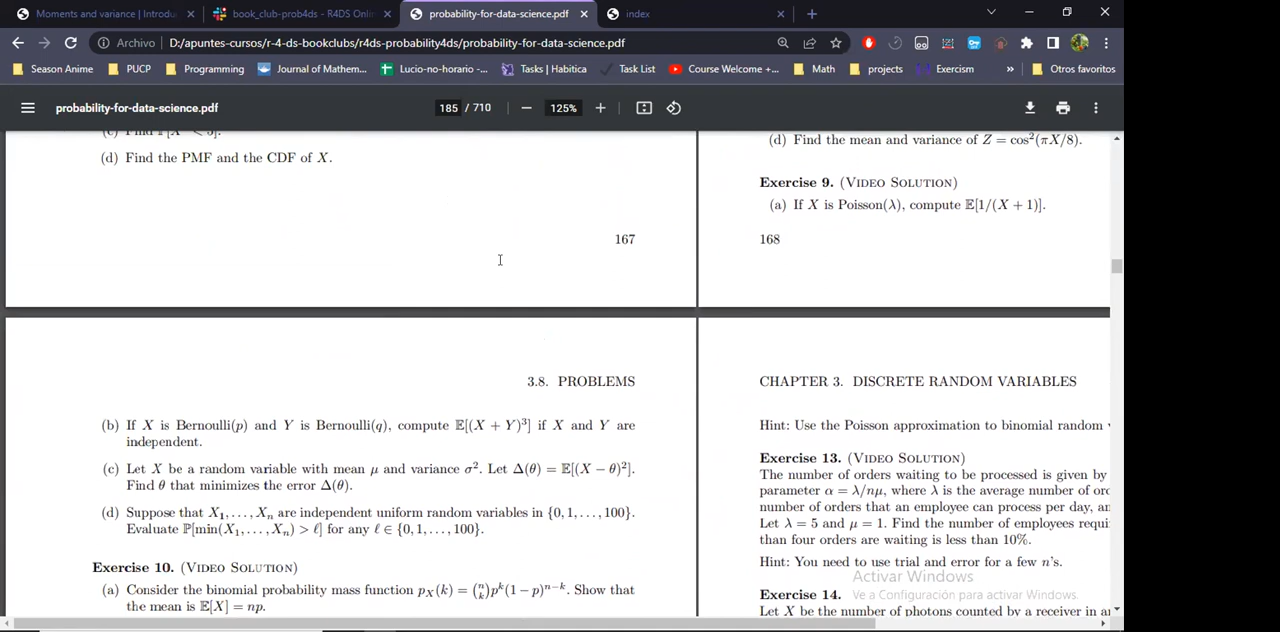 Moments and variance | Introdu
book_club-prob4ds - R4DS Onlin
probability-for-data-science.pdf
index
Archivo | D:/apuntes-cursos/r-4-ds-bookclubs/r4ds-probability4ds/probability-for-data-science.pdf
Season Anime
PUCP
Programming
Journal of Mathem...
Lucio-no-horario -...
Tasks | Habitica
Task List
Course Welcome +...
Math
projects
Exercism
»
Otros favoritos
probability-for-data-science.pdf
185 / 710
125%
(d) Find the PMF and the CDF of X.
167
(d) Find the mean and variance of Z = cos²(πX/8).
Exercise 9. (VIDEO SOLUTION)
(a) If X is Poisson(λ), compute 𝔼[1/(X + 1)].
168
3.8. PROBLEMS
(b) If X is Bernoulli(p) and Y is Bernoulli(q), compute 𝔼[(X + Y)³] if X and Y are
independent.
(c) Let X be a random variable with mean μ and variance σ². Let Δ(θ) = 𝔼[(X − θ)²].
Find θ that minimizes the error Δ(θ).
(d) Suppose that X₁, . . . , Xₙ are independent uniform random variables in {0, 1, . . . , 100}.
Evaluate ℙ[min(X₁, . . . , Xₙ) > ℓ] for any ℓ ∈ {0, 1, . . . , 100}.
Exercise 10. (VIDEO SOLUTION)
(a) Consider the binomial probability mass function p_X(k) = (n k)pᵏ(1 − p)ⁿ⁻ᵏ. Show that
the mean is 𝔼[X] = np.
CHAPTER 3. DISCRETE RANDOM VARIABLES
Hint: Use the Poisson approximation to binomial random
Exercise 13. (VIDEO SOLUTION)
The number of orders waiting to be processed is given by
parameter α = λ/nμ, where λ is the average number of ord
number of orders that an employee can process per day, an
Let λ = 5 and μ = 1. Find the number of employees requi
than four orders are waiting is less than 10%.
Hint: You need to use trial and error for a few n's.
Activar Windows
Exercise 14.
Ve a Configuración para activar Windows.
Let X be the number of photons counted by a receiver in an